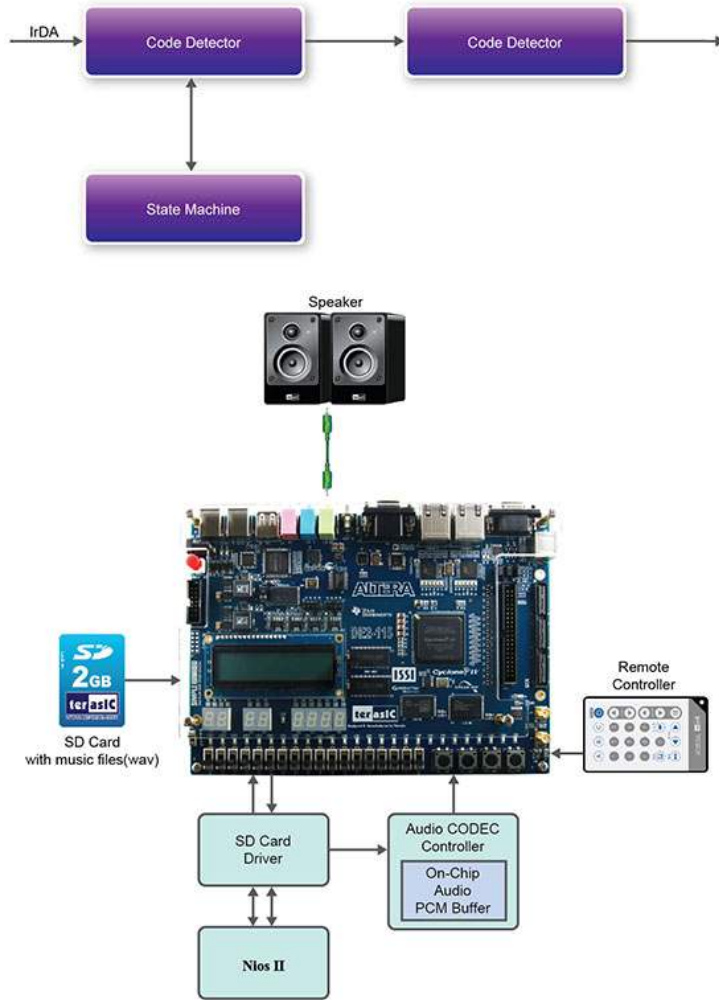 IrDA
Code Detector
Code Detector
State Machine
Speaker
ALTERA
DE2-115
ISSI
Cyclone
terasIC
SD
2GB
terasIC
SD Card
with music files(wav)
Remote
Controller
SD Card
Driver
Audio CODEC
Controller
On-Chip
Audio
PCM Buffer
Nios II